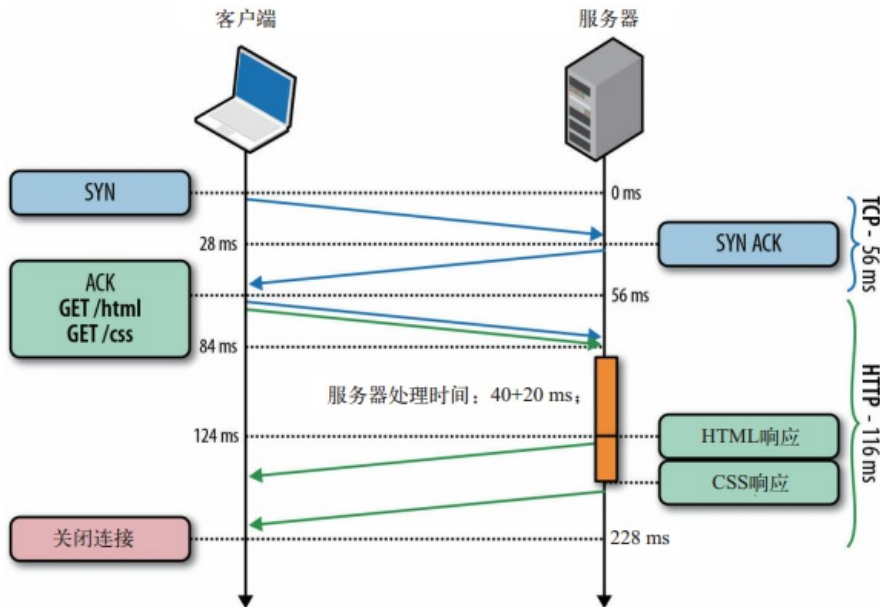 客户端
服务器
SYN
0 ms
TCP - 56 ms
28 ms
SYN ACK
ACK
GET /html
GET /css
56 ms
84 ms
服务器处理时间：40+20 ms；
HTTP - 116 ms
124 ms
HTML响应
CSS响应
关闭连接
228 ms